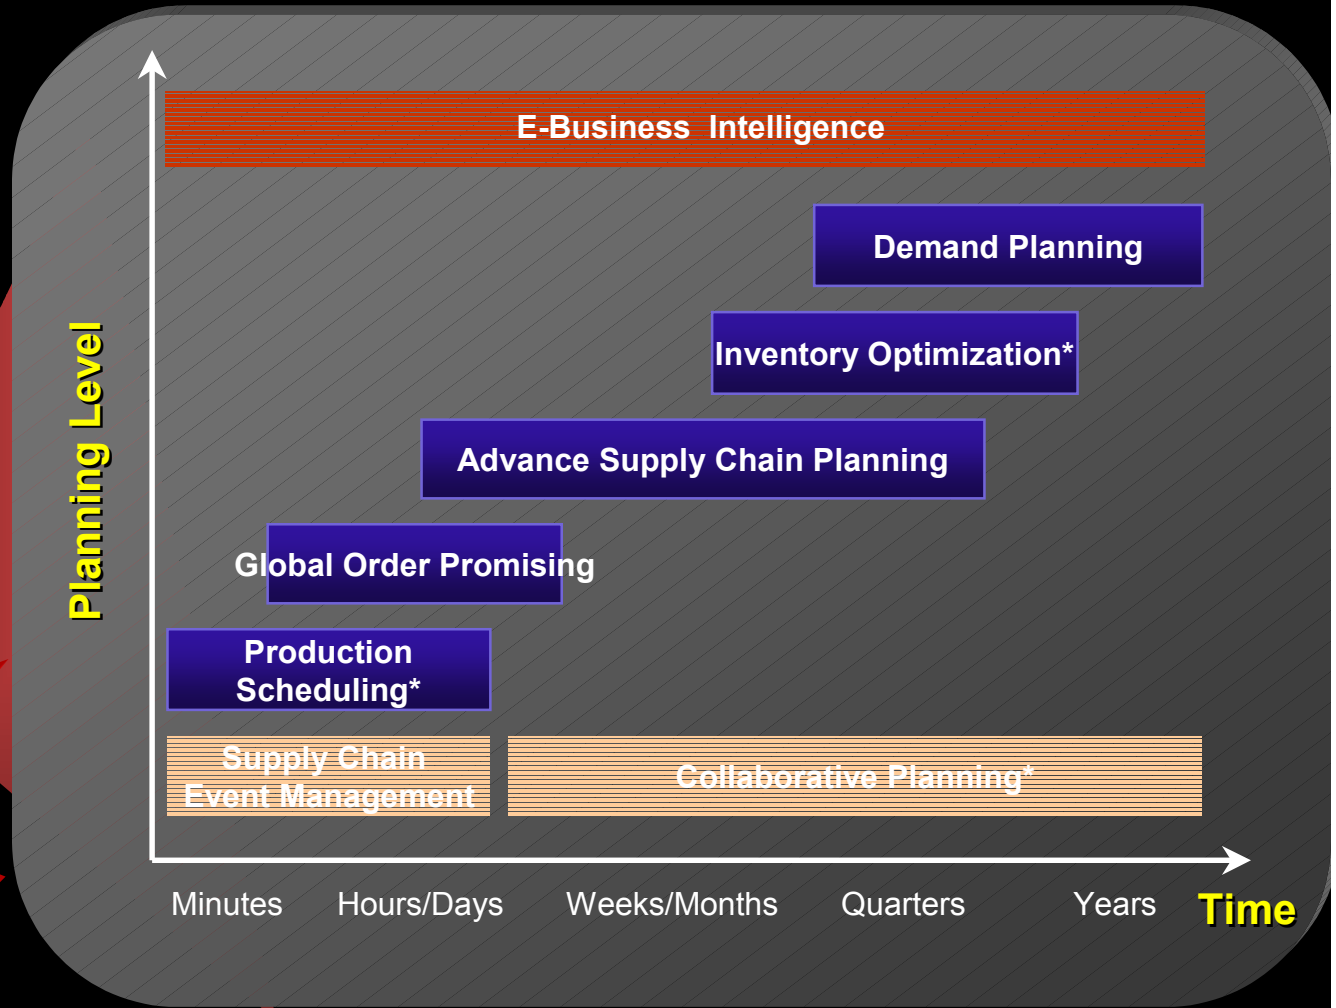 E-Business  Intelligence
Demand Planning
Inventory Optimization*
Advance Supply Chain Planning
Global Order Promising
Production
Scheduling*
Supply Chain
Event Management
Collaborative Planning*
Planning Level
Minutes
Hours/Days
Weeks/Months
Quarters
Years
Time